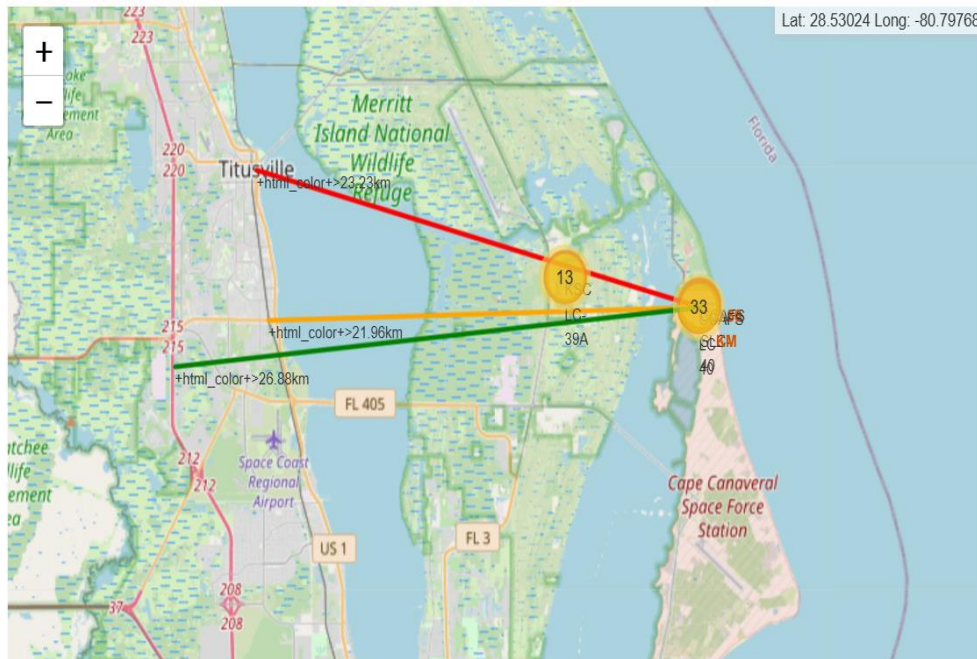 223
223
Lat: 28.53024 Long: -80.79768
+
−
Merritt
Island National
Wildlife
Refuge
Florida
220
220
Titusville
+html_color+>23.23km
13
33
KSC
LC-
39A
215
215
+html_color+>21.96km
+html_color+>26.88km
40
FL 405
212
212
Space Coast
Regional
Airport
Cape Canaveral
Space Force
Station
FL 3
US 1
208
208
37